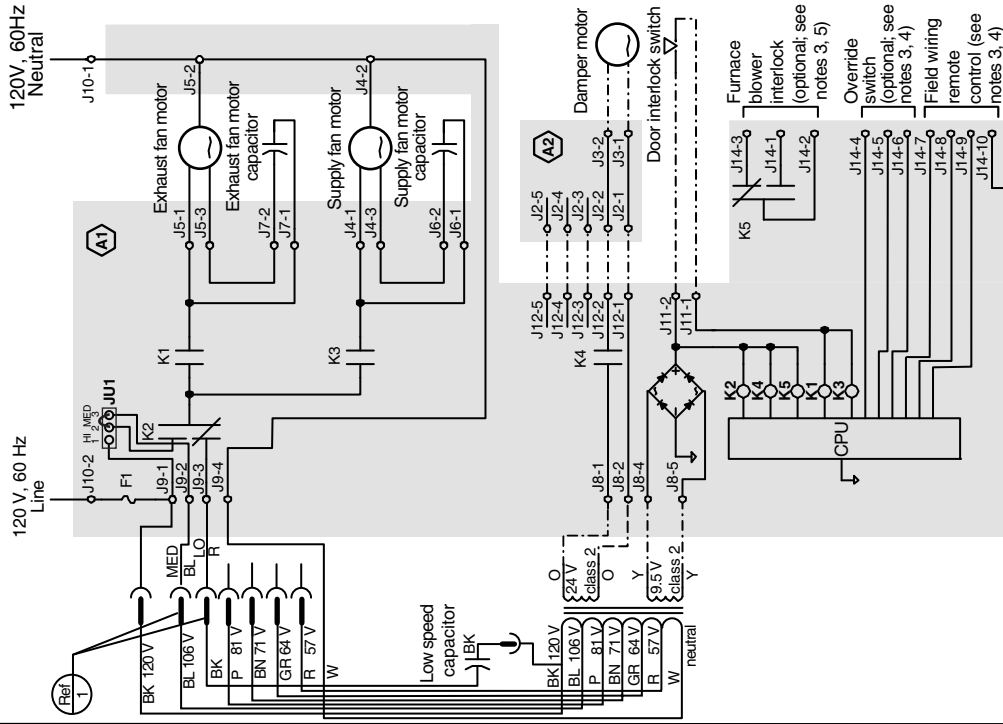 120V, 60Hz
Neutral
J10-1
J5-2
J4-2
Exhaust fan motor
J5-1
J5-3
Exhaust fan motor
capacitor
J7-2
J7-1
Supply fan motor
J4-1
J4-3
Supply fan motor
capacitor
J6-2
J6-1
A1
K1
K3
JU1
HI MED
1 2 3
K2
120 V, 60 Hz
Line
J10-2
F1
J9-1
J9-2
J9-3
J9-4
MED
BL
LO
R
Ref
1
BK 120 V
BL 106 V
BK
P 81 V
BN 71 V
GR 64 V
R 57 V
W
Low speed
capacitor
BK
BK 120 V
BL 106 V
P 81 V
BN 71 V
GR 64 V
R 57 V
W
neutral
O
24 V
class 2
O
Y
9.5 V
class 2
Y
J8-1
J8-2
J8-4
J8-5
Damper motor
A2
J3-2
J3-1
J2-5
J2-4
J2-3
J2-2
J2-1
J12-5
J12-4
J12-3
J12-2
J12-1
K4
Door interlock switch
J11-2
J11-1
+
K2
K4
K5
K1
K3
CPU
Furnace
blower
interlock
(optional; see
notes 3, 5)
J14-3
J14-1
J14-2
K5
Override
switch
(optional; see
notes 3, 4)
J14-4
J14-5
J14-6
Field wiring
remote
control (see
notes 3, 4)
J14-7
J14-8
J14-9
J14-10